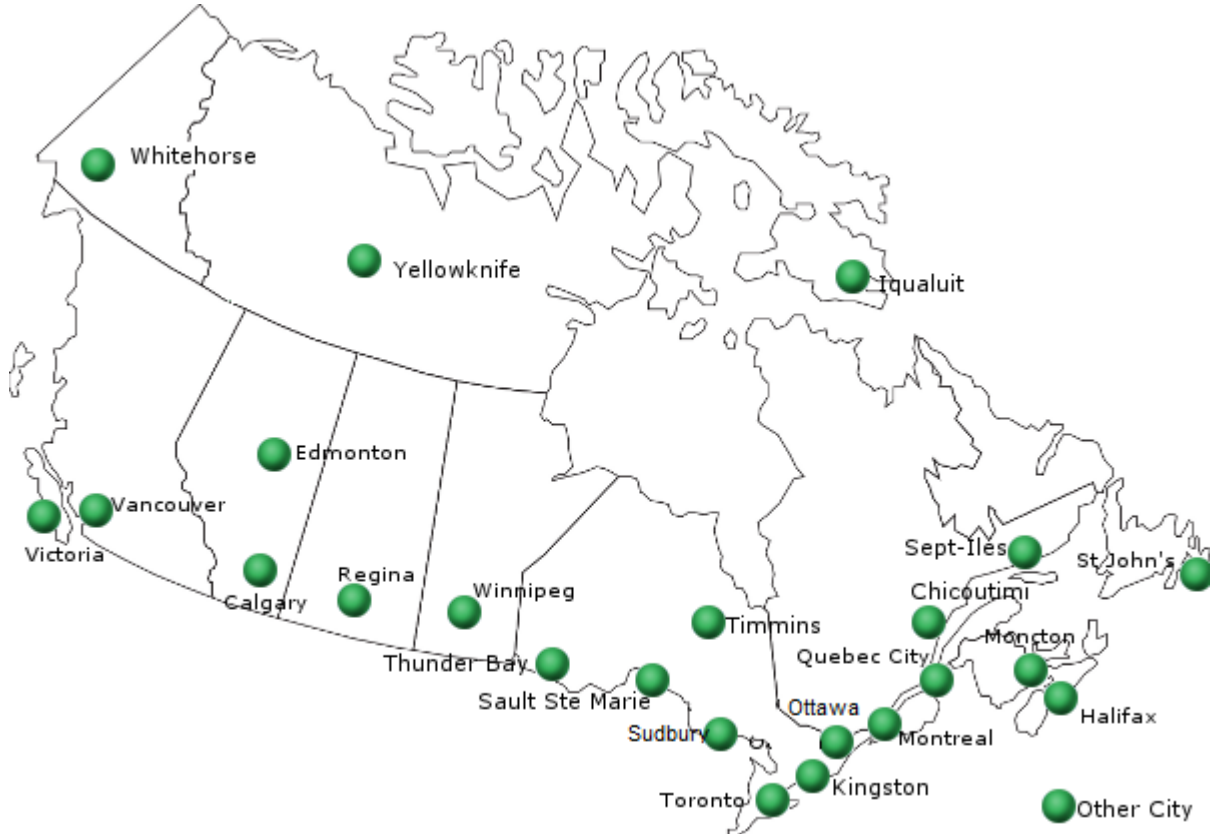 Whitehorse
Yellowknife
Iqualuit
Edmonton
Vancouver
Victoria
Sept-Iles
St John's
Regina
Calgary
Winnipeg
Chicoutimi
Timmins
Moncton
Thunder Bay
Quebec City
Sault Ste Marie
Ottawa
Halifax
Sudbury
Montreal
Kingston
Toronto
Other City